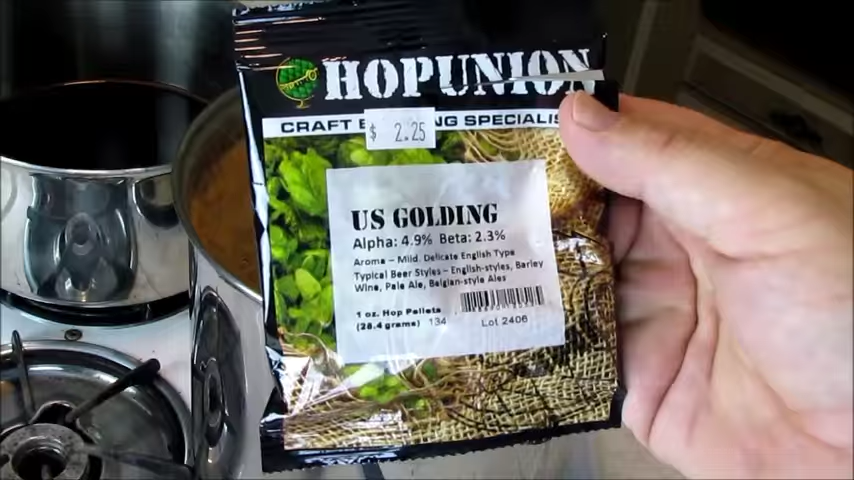 HOPUNION
CRAFT B NG SPECIALIS
$ 2.25
US GOLDING
Alpha: 4.9% Beta: 2.3%
Aroma – Mild, Delicate English Type
Typical Beer Styles – English-styles, Barley
Wine, Pale Ale, Belgian-style Ales
1 oz. Hop Pellets
(28.4 grams) 134 Lot 2406